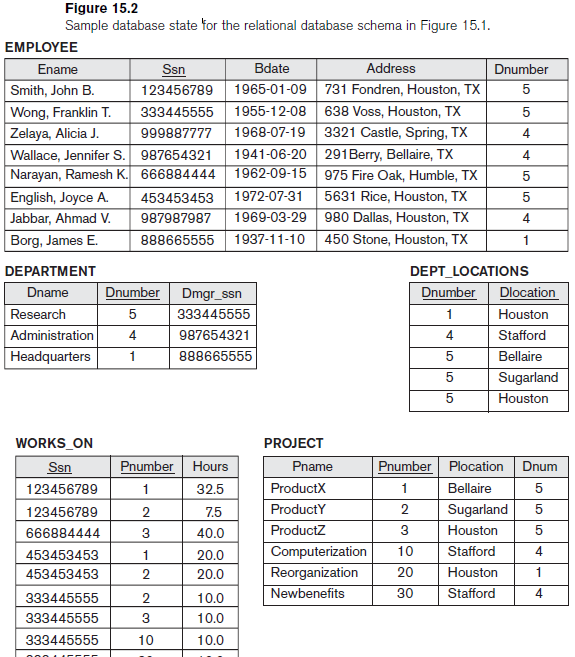 Figure 15.2
Sample database state for the relational database schema in Figure 15.1.
EMPLOYEE
Ename Ssn Bdate Address Dnumber
Smith, John B. 123456789 1965-01-09 731 Fondren, Houston, TX 5
Wong, Franklin T. 333445555 1955-12-08 638 Voss, Houston, TX 5
Zelaya, Alicia J. 999887777 1968-07-19 3321 Castle, Spring, TX 4
Wallace, Jennifer S. 987654321 1941-06-20 291Berry, Bellaire, TX 4
Narayan, Ramesh K. 666884444 1962-09-15 975 Fire Oak, Humble, TX 5
English, Joyce A. 453453453 1972-07-31 5631 Rice, Houston, TX 5
Jabbar, Ahmad V. 987987987 1969-03-29 980 Dallas, Houston, TX 4
Borg, James E. 888665555 1937-11-10 450 Stone, Houston, TX 1
DEPARTMENT
Dname Dnumber Dmgr_ssn
Research 5 333445555
Administration 4 987654321
Headquarters 1 888665555
DEPT_LOCATIONS
Dnumber Dlocation
1 Houston
4 Stafford
5 Bellaire
5 Sugarland
5 Houston
WORKS_ON
Ssn Pnumber Hours
123456789 1 32.5
123456789 2 7.5
666884444 3 40.0
453453453 1 20.0
453453453 2 20.0
333445555 2 10.0
333445555 3 10.0
333445555 10 10.0
PROJECT
Pname Pnumber Plocation Dnum
ProductX 1 Bellaire 5
ProductY 2 Sugarland 5
ProductZ 3 Houston 5
Computerization 10 Stafford 4
Reorganization 20 Houston 1
Newbenefits 30 Stafford 4